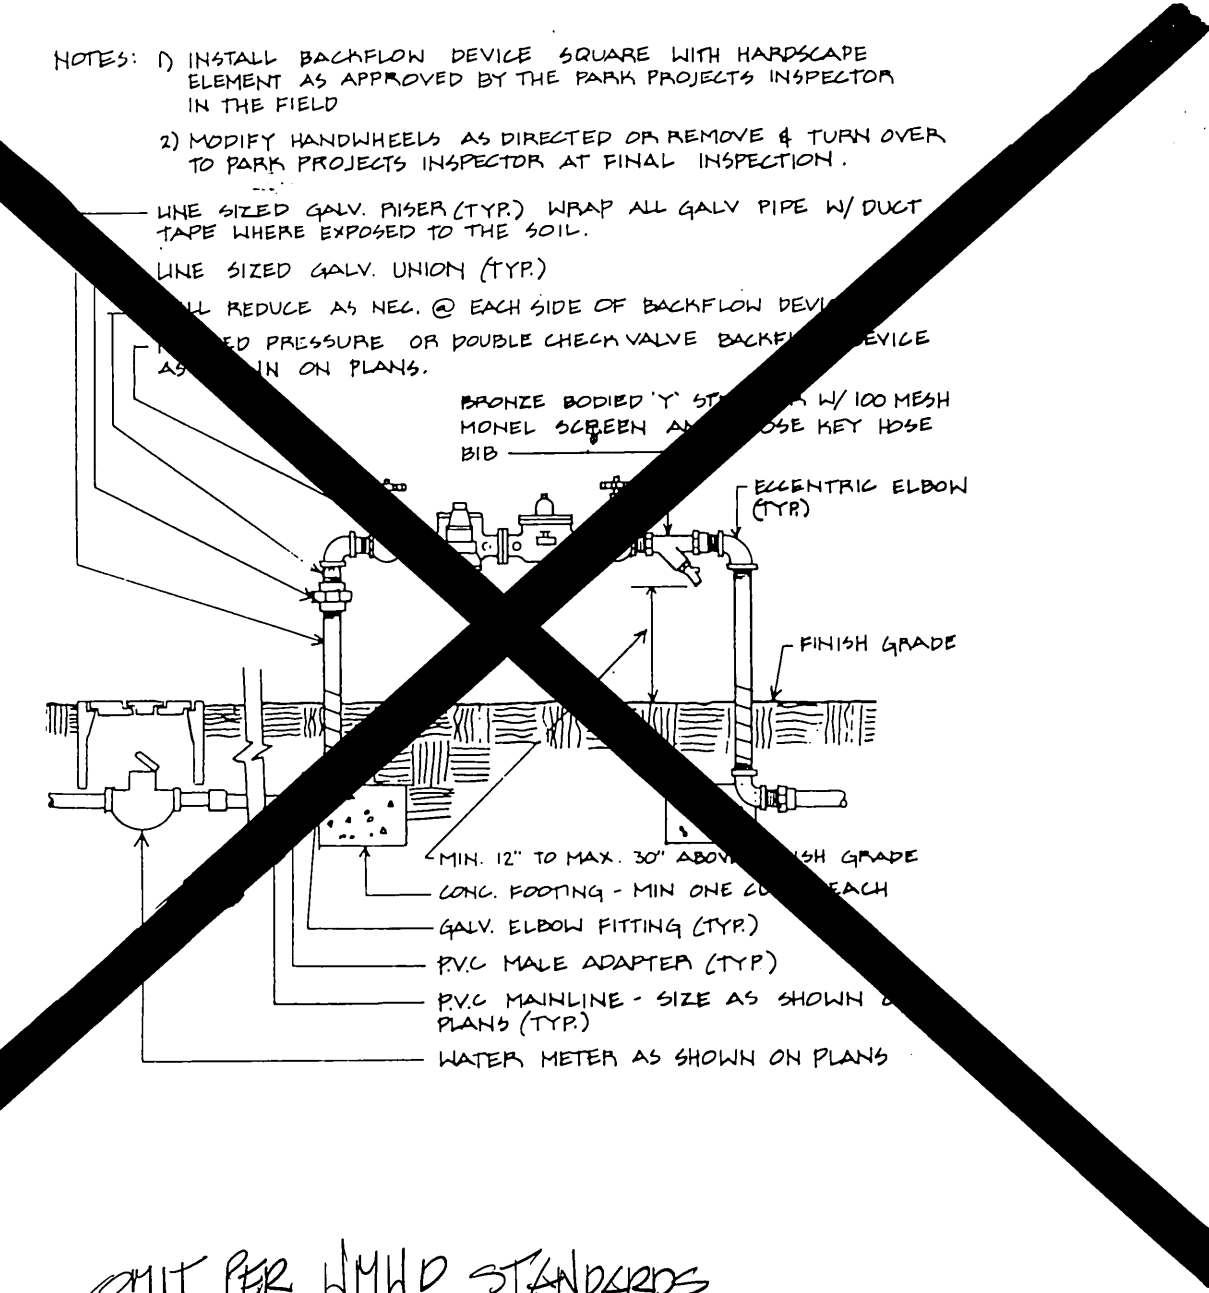 NOTES: 1) INSTALL BACKFLOW DEVICE SQUARE WITH HARDSCAPE
ELEMENT AS APPROVED BY THE PARK PROJECTS INSPECTOR
IN THE FIELD
2) MODIFY HANDWHEELS AS DIRECTED OR REMOVE & TURN OVER
TO PARK PROJECTS INSPECTOR AT FINAL INSPECTION.
LINE SIZED GALV. RISER (TYP.) WRAP ALL GALV PIPE W/ DUCT
TAPE WHERE EXPOSED TO THE SOIL.
LINE SIZED GALV. UNION (TYP.)
REDUCE AS NEC. @ EACH SIDE OF BACKFLOW
PRESSURE OR DOUBLE CHECK VALVE
AS ON PLANS.
BRONZE BODIED 'Y' W/ 100 MESH
MONEL SCREEN KEY HOSE
BIB
ECCENTRIC ELBOW
(TYP.)
FINISH GRADE
MIN. 12" TO MAX. 30" GRADE
CONC. FOOTING - MIN ONE EACH
GALV. ELBOW FITTING (TYP.)
P.V.C MALE ADAPTER (TYP.)
P.V.C MAINLINE - SIZE AS SHOWN
PLANS (TYP.)
WATER METER AS SHOWN ON PLANS
OMIT PER WMWD STANDARDS